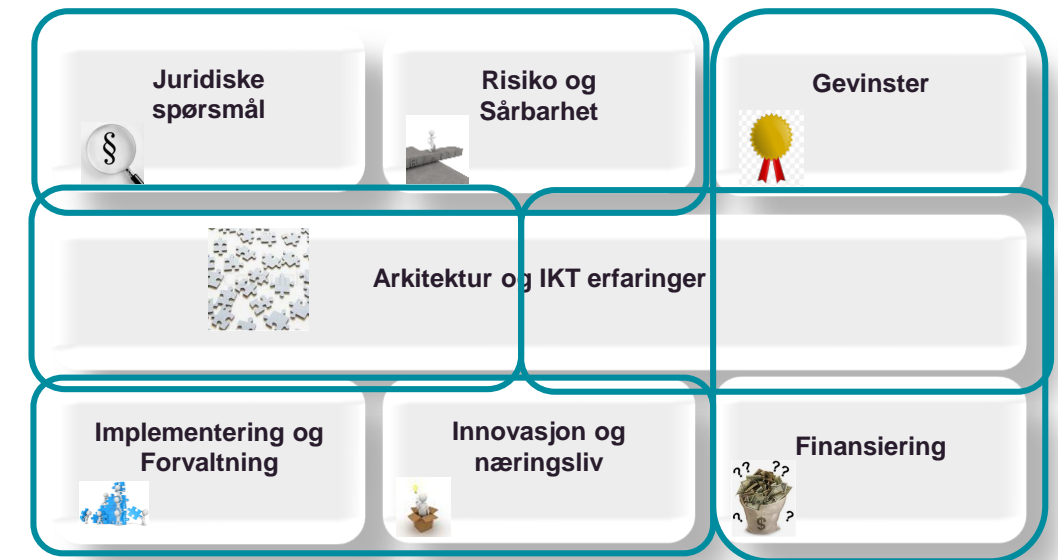 Juridiske
spørsmål
Risiko og
Sårbarhet
Gevinster
§
Arkitektur og IKT erfaringer
Implementering og
Forvaltning
Innovasjon og
næringsliv
Finansiering
??
??
?
?
$